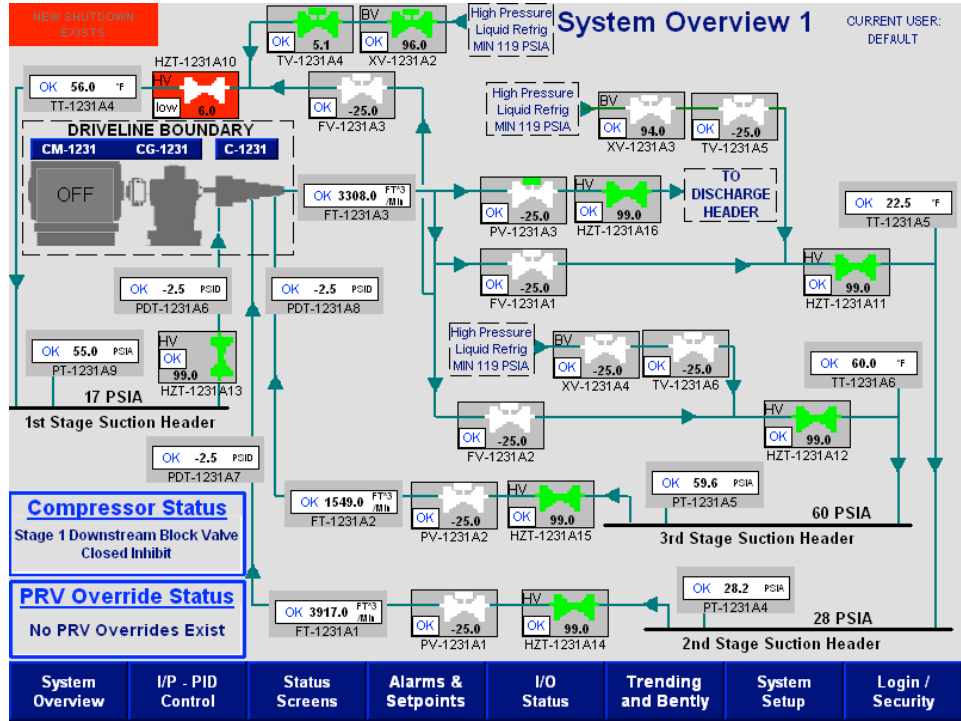 NEW SHUTDOWN
EXISTS
System Overview 1
CURRENT USER:
DEFAULT
High Pressure
Liquid Refrig
MIN 119 PSIA
OK 5.1
TV-1231A4
BV
OK 96.0
XV-1231A2
HZT-1231A10
HV
low 6.0
OK 56.0 °F
TT-1231A4
OK -25.0
FV-1231A3
High Pressure
Liquid Refrig
MIN 119 PSIA
BV
OK 94.0
XV-1231A3
OK -25.0
TV-1231A5
DRIVELINE BOUNDARY
CM-1231 CG-1231 C-1231
OFF
OK 3308.0 FT^3 /MIn
FT-1231A3
OK -25.0
PV-1231A3
HV
OK 99.0
HZT-1231A16
TO
DISCHARGE
HEADER
OK 22.5 °F
TT-1231A5
OK -2.5 PSID
PDT-1231A6
OK -2.5 PSID
PDT-1231A8
OK -25.0
FV-1231A1
HV
OK 99.0
HZT-1231A11
OK 55.0 PSIA
PT-1231A9
HV
OK
99.0
HZT-1231A13
17 PSIA
1st Stage Suction Header
High Pressure
Liquid Refrig
MIN 119 PSIA
BV
OK -25.0
XV-1231A4
OK -25.0
TV-1231A6
OK 60.0 °F
TT-1231A6
OK -25.0
FV-1231A2
HV
OK 99.0
HZT-1231A12
OK -2.5 PSID
PDT-1231A7
OK 1549.0 FT^3 /MIn
FT-1231A2
OK -25.0
PV-1231A2
HV
OK 99.0
HZT-1231A15
OK 59.6 PSIA
PT-1231A5
60 PSIA
3rd Stage Suction Header
Compressor Status
Stage 1 Downstream Block Valve
Closed Inhibit
PRV Override Status
No PRV Overrides Exist
OK 3917.0 FT^3 /MIn
FT-1231A1
OK -25.0
PV-1231A1
HV
OK 99.0
HZT-1231A14
OK 28.2 PSIA
PT-1231A4
28 PSIA
2nd Stage Suction Header
System
Overview
I/P - PID
Control
Status
Screens
Alarms &
Setpoints
I/O
Status
Trending
and Bently
System
Setup
Login /
Security